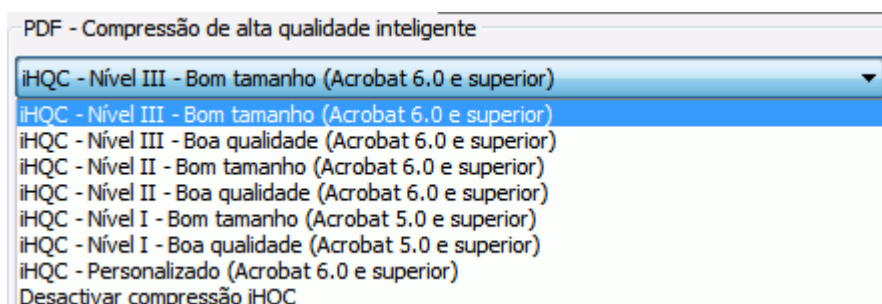 PDF - Compressão de alta qualidade inteligente
iHQC - Nível III - Bom tamanho (Acrobat 6.0 e superior)
iHQC - Nível III - Bom tamanho (Acrobat 6.0 e superior)
iHQC - Nível III - Boa qualidade (Acrobat 6.0 e superior)
iHQC - Nível II - Bom tamanho (Acrobat 6.0 e superior)
iHQC - Nível II - Boa qualidade (Acrobat 6.0 e superior)
iHQC - Nível I - Bom tamanho (Acrobat 5.0 e superior)
iHQC - Nível I - Boa qualidade (Acrobat 5.0 e superior)
iHQC - Personalizado (Acrobat 6.0 e superior)
Desactivar compressão iHQC